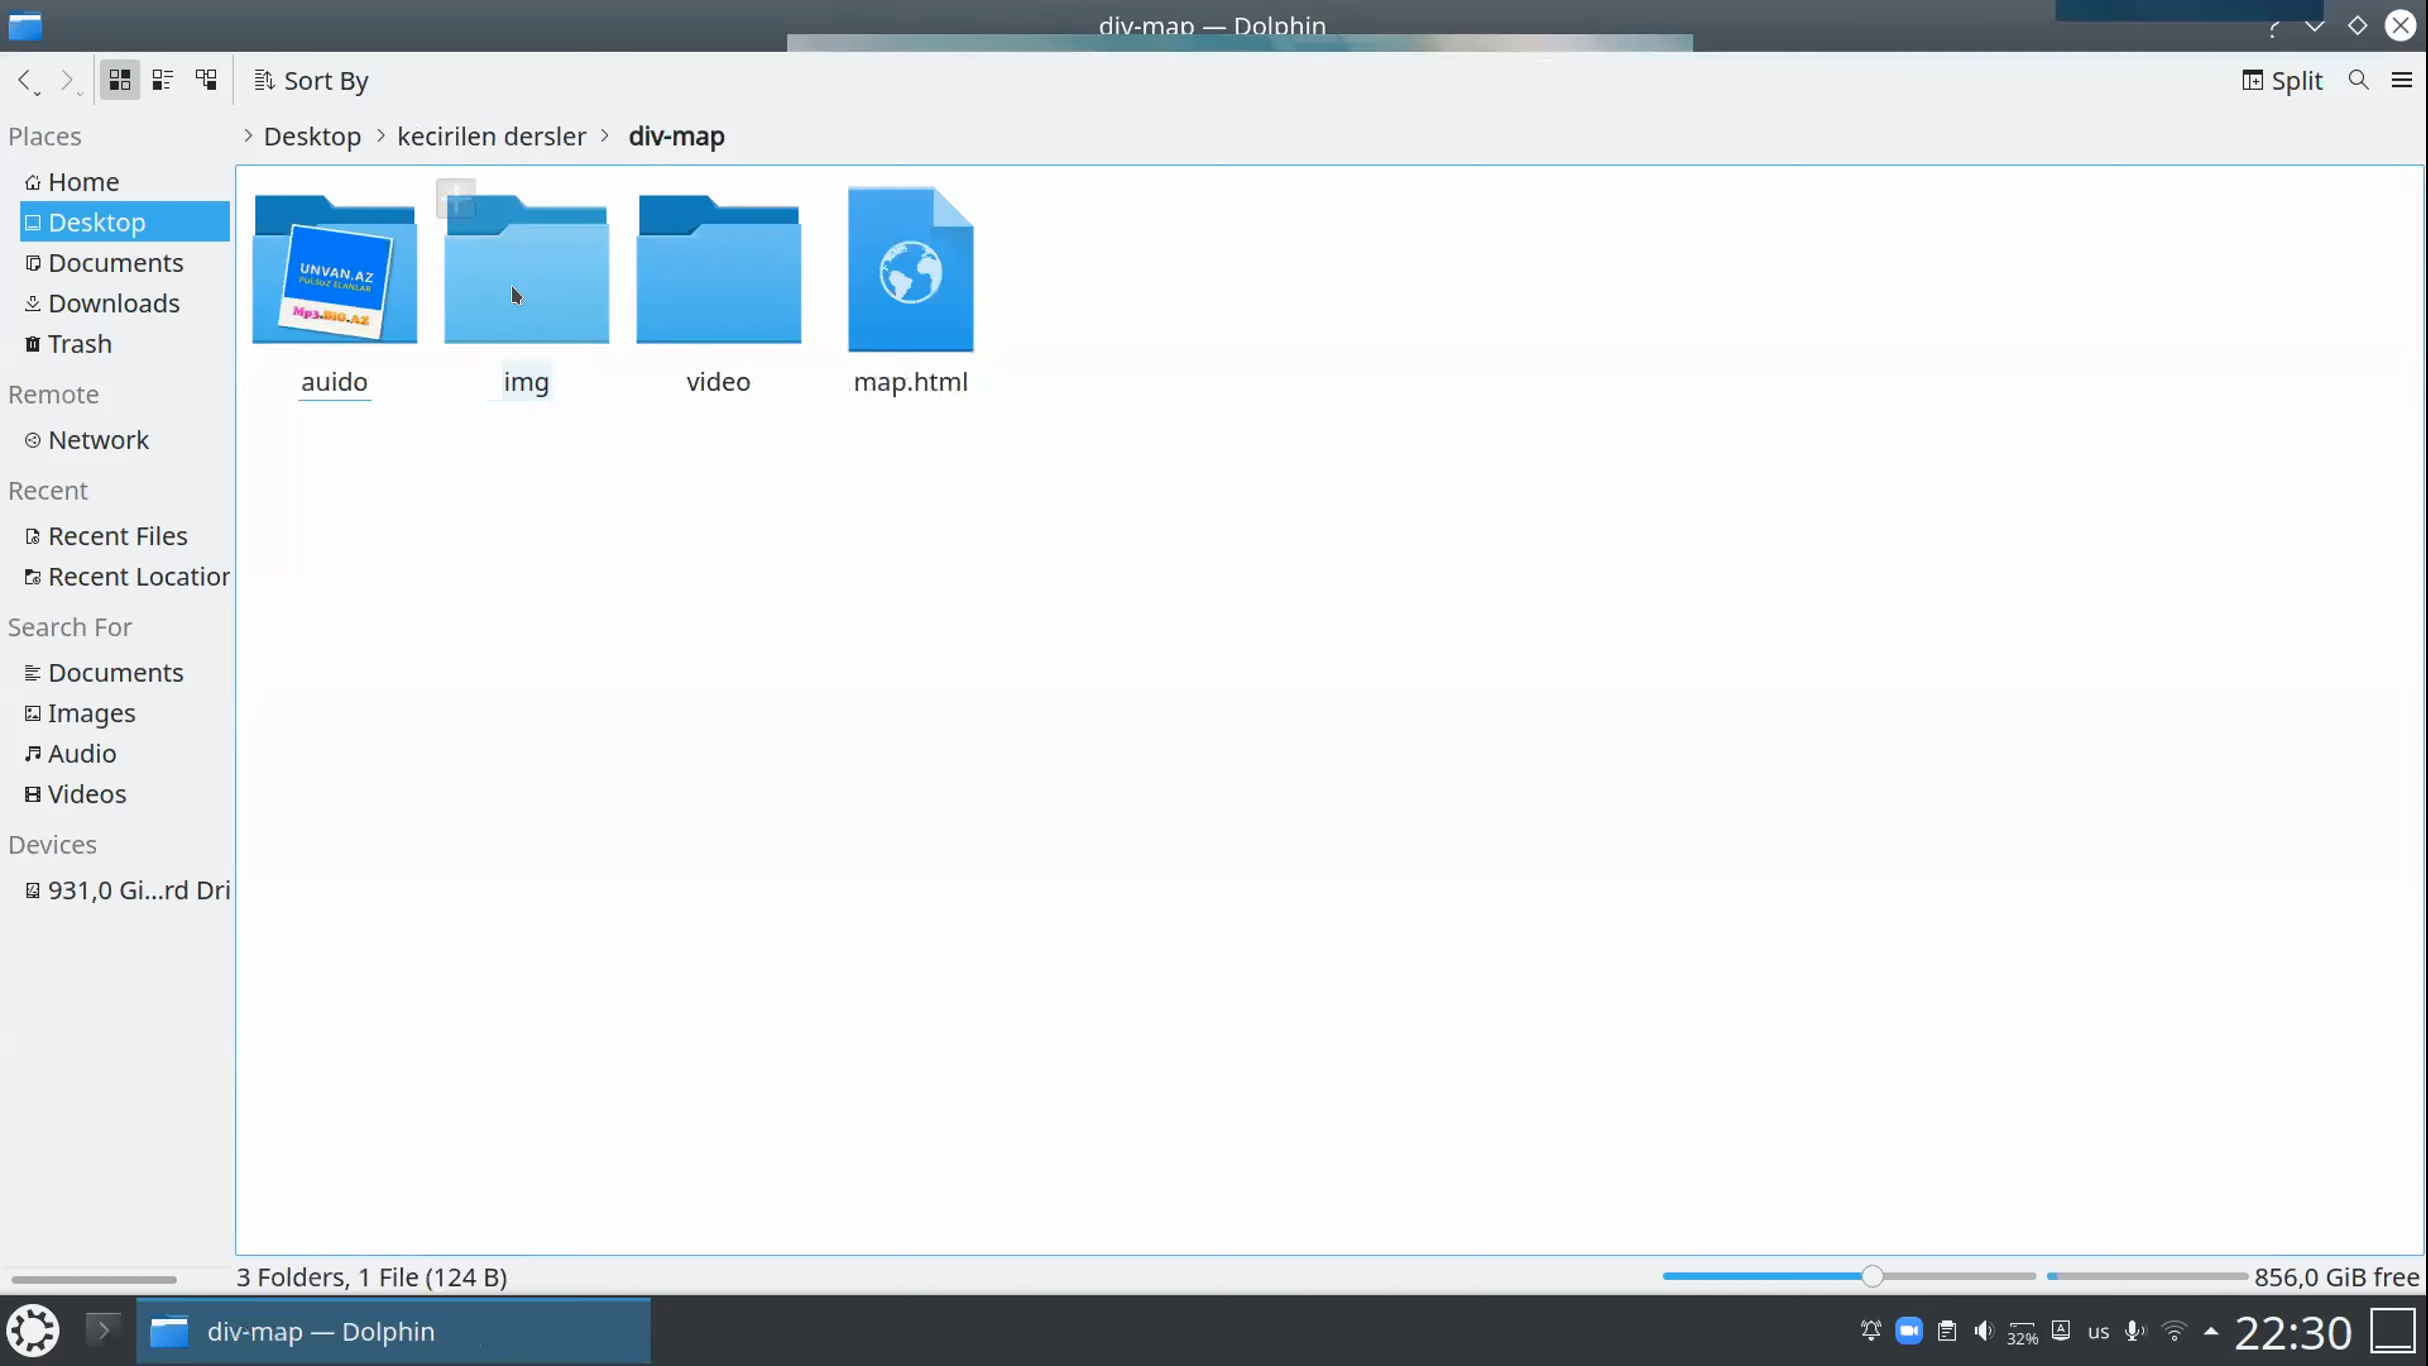 div-map — Dolphin
Sort By
Split
Places
Desktop
kecirilen dersler
div-map
Home
Desktop
Documents
Downloads
Trash
Remote
Network
Recent
Recent Files
Recent Location
Search For
Documents
Images
Audio
Videos
Devices
931,0 Gi...rd Dri
UNVAN.AZ
PULSUZ ELANLAR
Mp3.BiG.AZ
auido
img
video
map.html
3 Folders, 1 File (124 B)
856,0 GiB free
div-map — Dolphin
32%
us
22:30